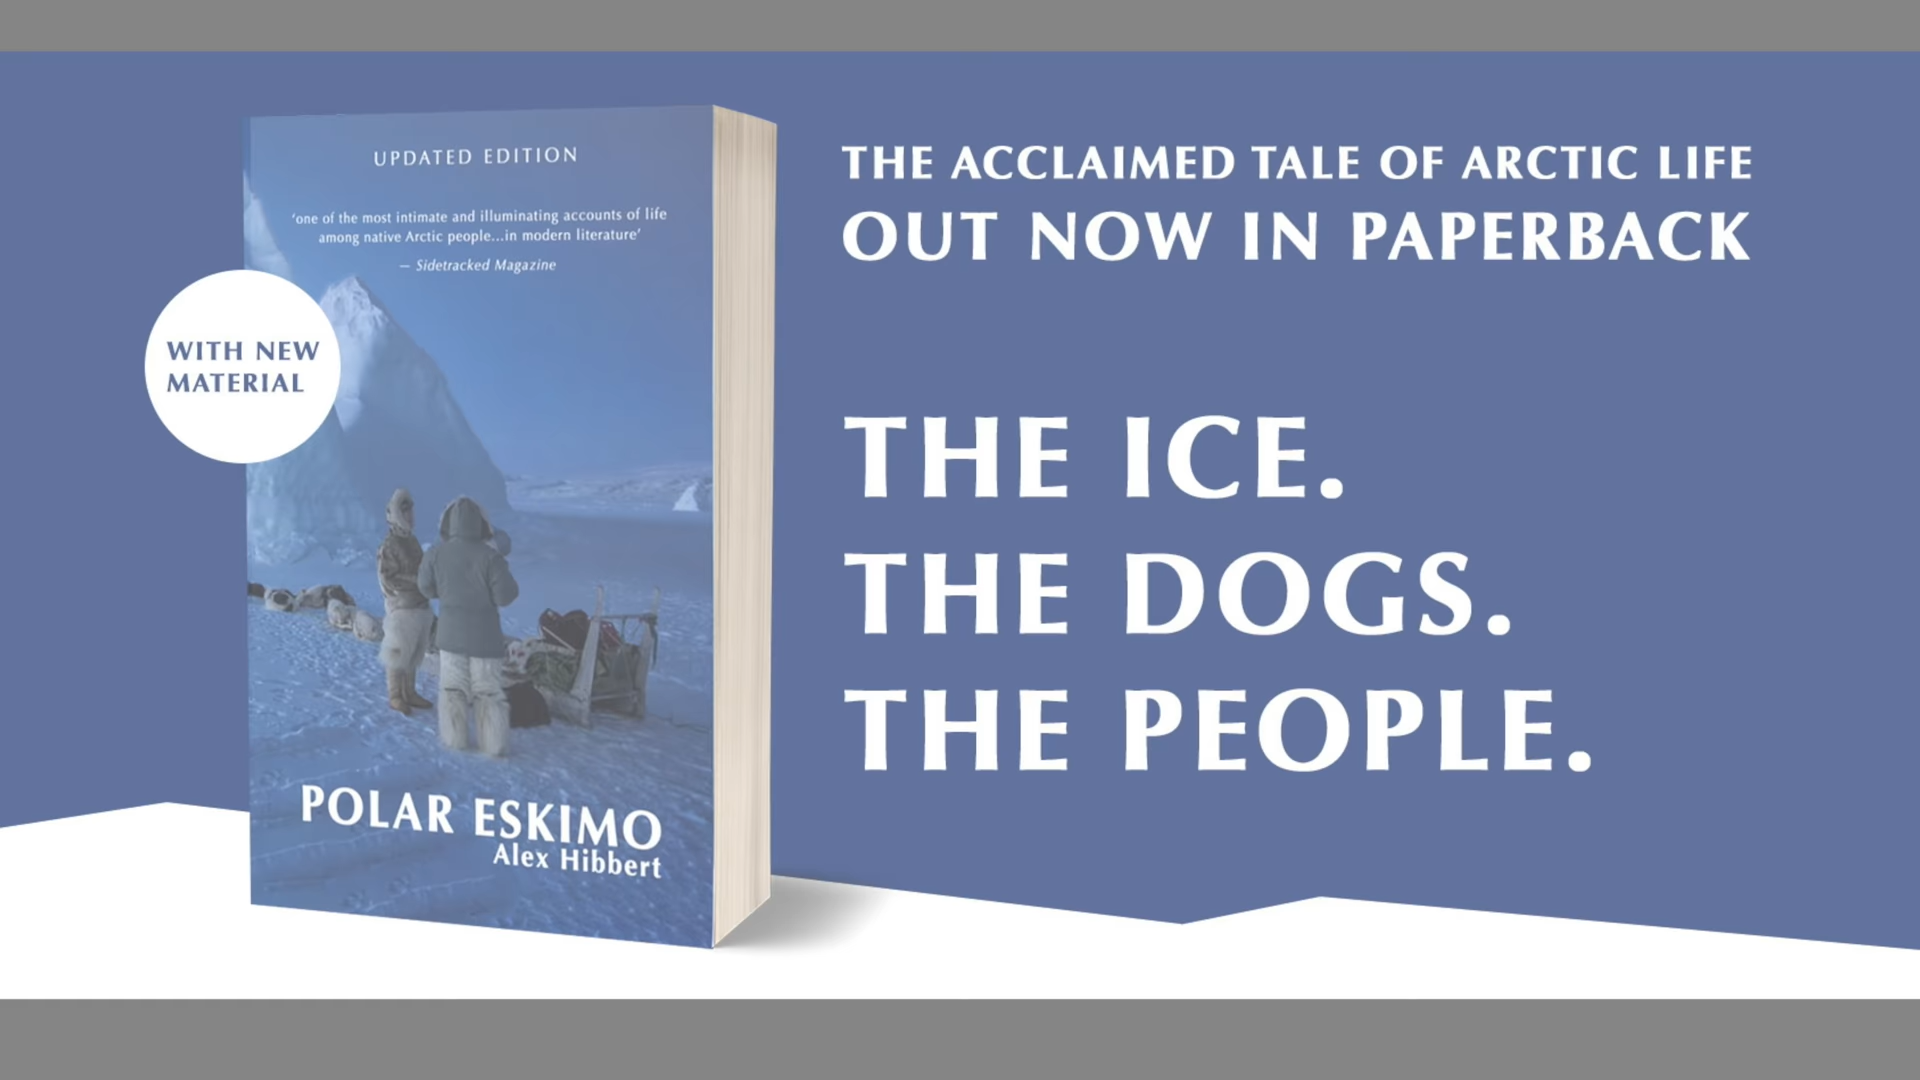 UPDATED EDITION
‘one of the most intimate and illuminating accounts of life
among native Arctic people...in modern literature’
— Sidetracked Magazine
WITH NEW
MATERIAL
POLAR ESKIMO
Alex Hibbert
THE ACCLAIMED TALE OF ARCTIC LIFE
OUT NOW IN PAPERBACK
THE ICE.
THE DOGS.
THE PEOPLE.